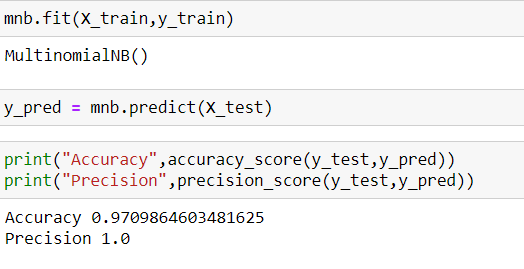 mnb.fit(X_train,y_train)
MultinomialNB()
y_pred = mnb.predict(X_test)
print("Accuracy",accuracy_score(y_test,y_pred))
print("Precision",precision_score(y_test,y_pred))
Accuracy 0.9709864603481625
Precision 1.0